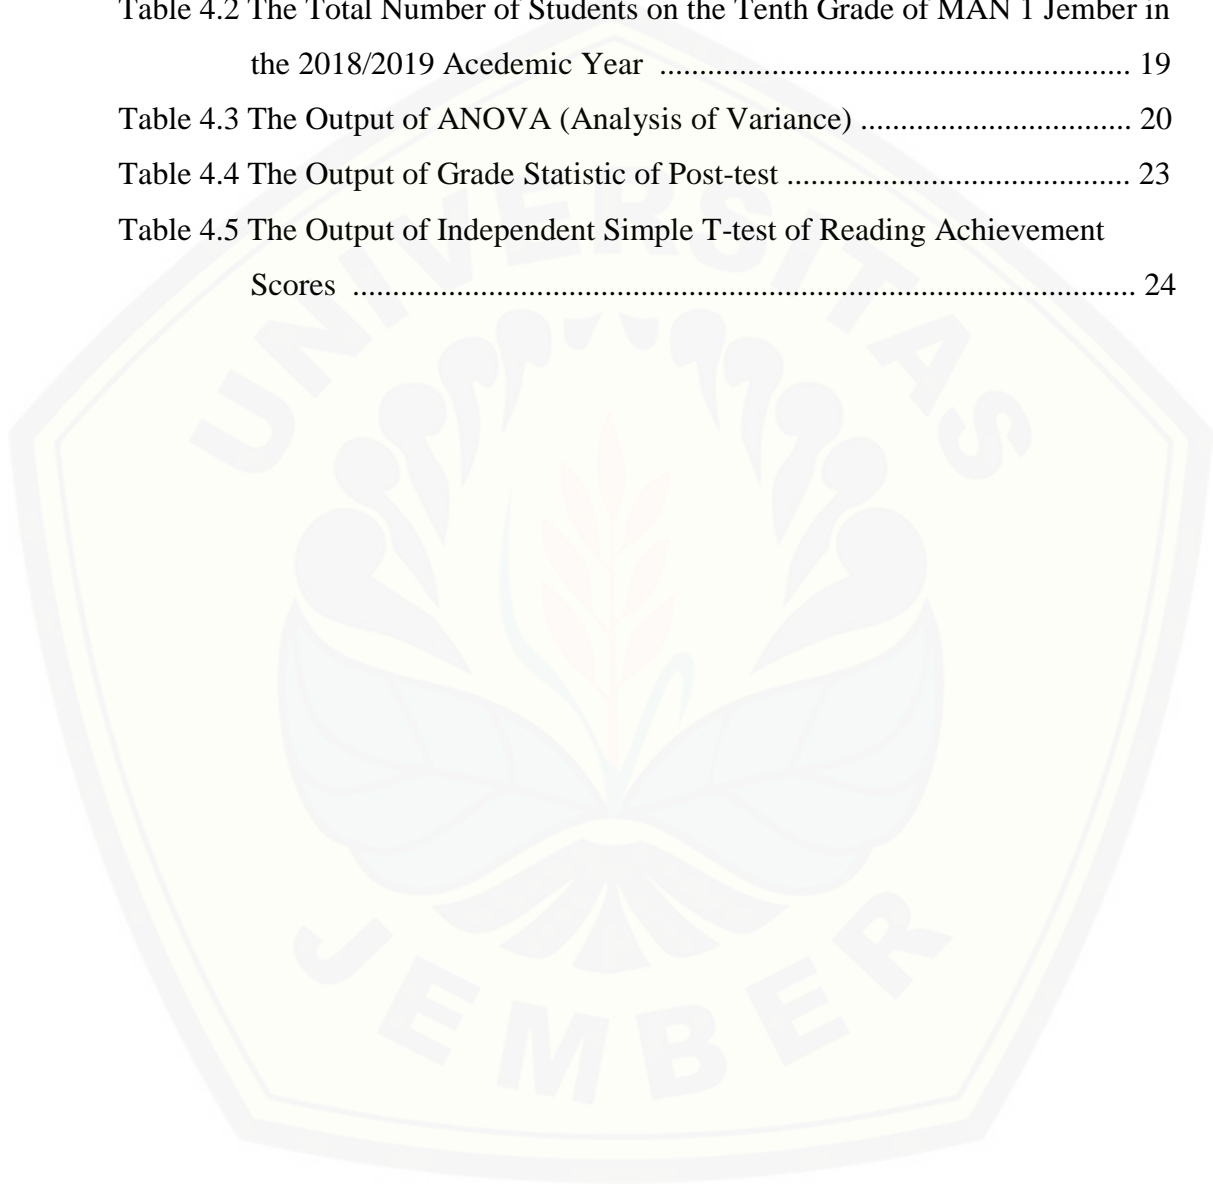 Table 4.2 The Total Number of Students on the Tenth Grade of MAN 1 Jember in
the 2018/2019 Acedemic Year ........................................................... 19
Table 4.3 The Output of ANOVA (Analysis of Variance) .................................. 20
Table 4.4 The Output of Grade Statistic of Post-test ........................................... 23
Table 4.5 The Output of Independent Simple T-test of Reading Achievement
Scores .................................................................................................. 24
UNIVERSITAS
JEMBER